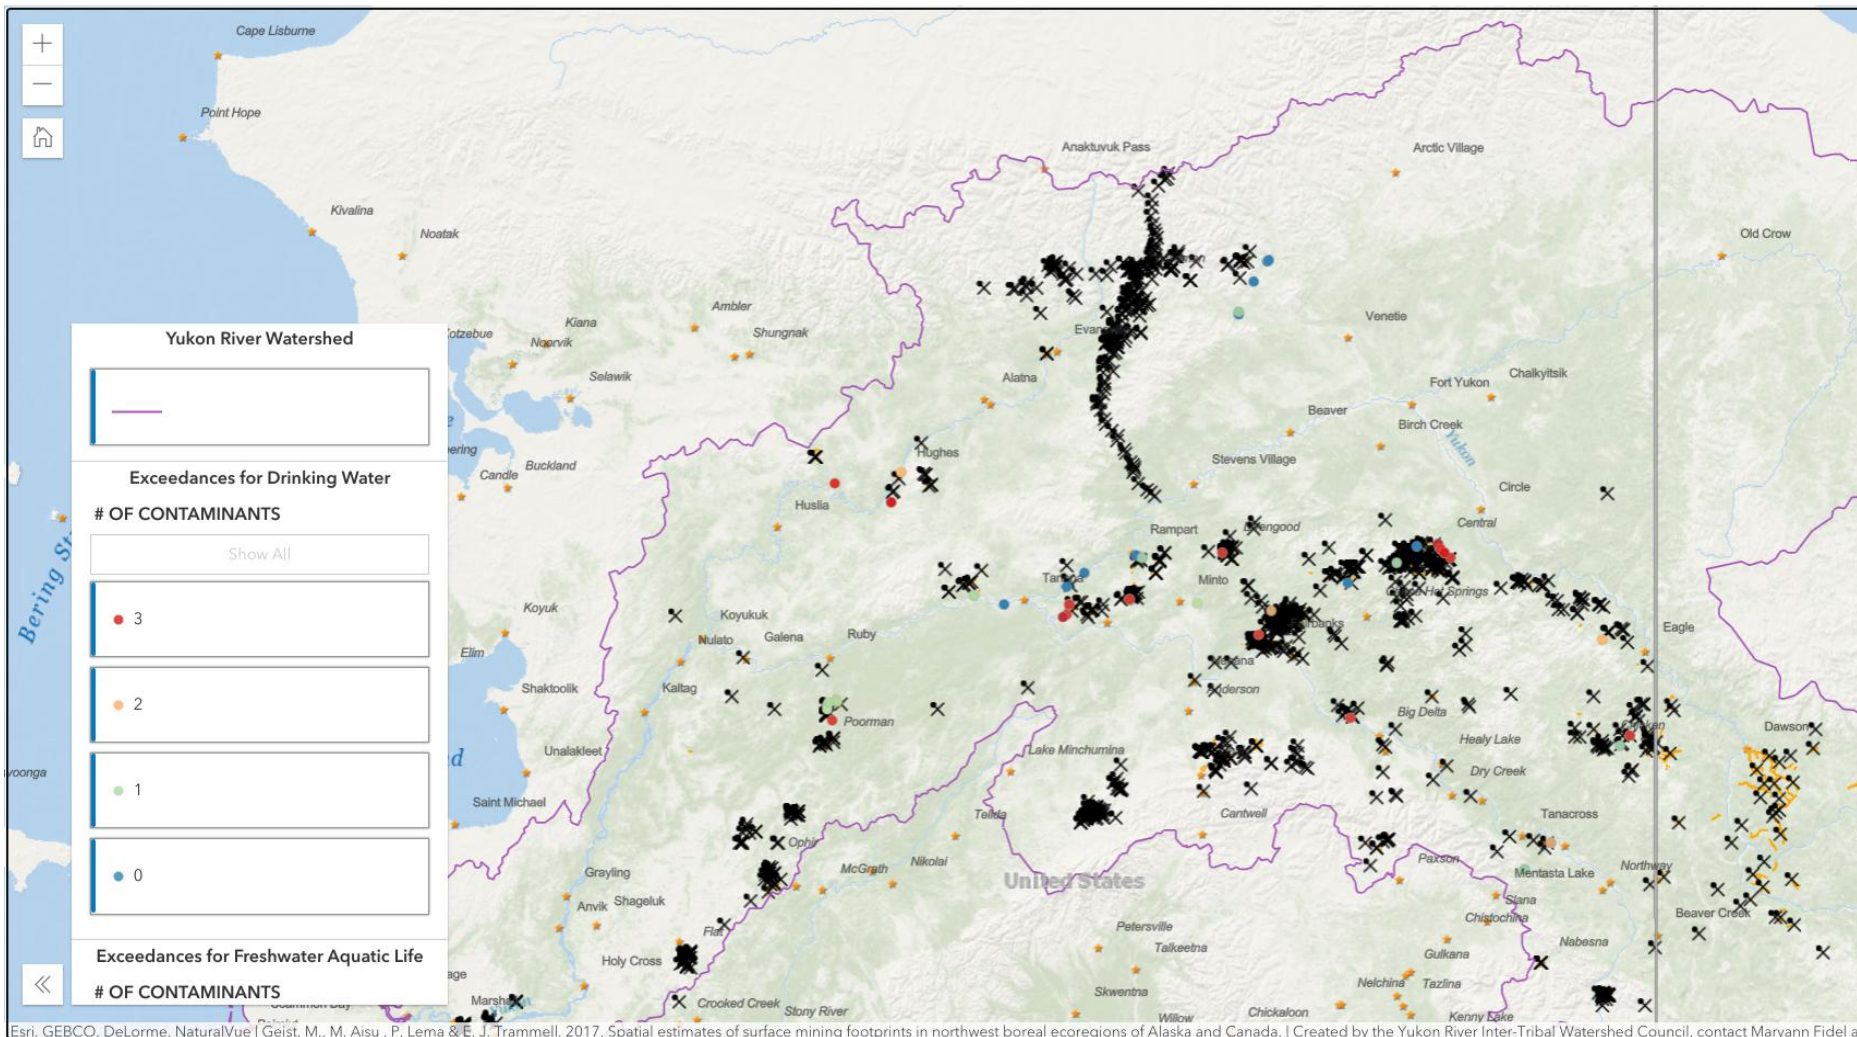 Cape Lisburne
Point Hope
Anaktuvuk Pass
Arctic Village
Kivalina
Noatak
Old Crow
Ambler
Kiana
Shungnak
Venetie
Noorvik
Selawik
Alatna
Chalkyitsik
Fort Yukon
Beaver
Birch Creek
Yukon
Buckland
Candle
Hughes
Stevens Village
Huslia
Circle
Rampart
Central
Minto
Koyuk
Koyukuk
Nulato
Galena
Ruby
Eagle
Elim
Shaktoolik
Kaltag
Anderson
Big Delta
Poorman
Dawson
Healy Lake
Unalakleet
Lake Minchumina
Dry Creek
Saint Michael
Telida
Cantwell
Tanacross
Ophir
McGrath
Nikolai
Paxson
Northway
Grayling
United States
Mentasta Lake
Anvik
Shageluk
Slana
Chistochina
Beaver Creek
Flat
Petersville
Talkeetna
Nabesna
Gulkana
Holy Cross
Nelchina
Tazlina
Skwentna
Crooked Creek
Stony River
Willow
Chickaloon
Kenny Lake
Bering
Yukon River Watershed
Exceedances for Drinking Water
# OF CONTAMINANTS
Show All
3
2
1
0
Exceedances for Freshwater Aquatic Life
# OF CONTAMINANTS
Esri, GEBCO, DeLorme, NaturalVue | Geist, M., M. Aisu , P. Lema & E. J. Trammell. 2017. Spatial estimates of surface mining footprints in northwest boreal ecoregions of Alaska and Canada. | Created by the Yukon River Inter-Tribal Watershed Council, contact Maryann Fidel a